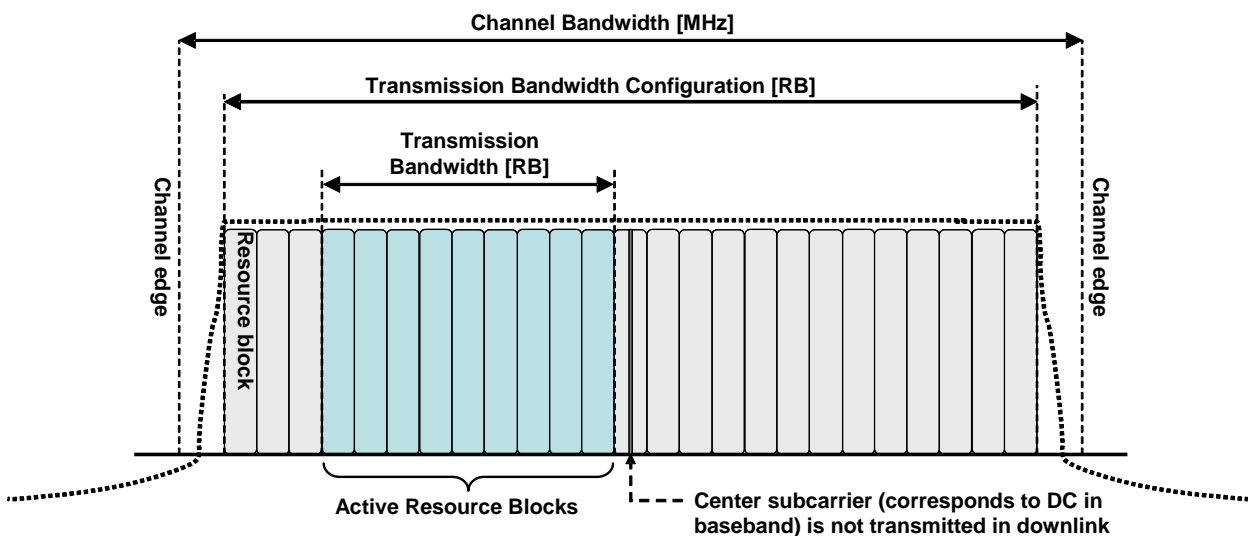 Channel Bandwidth [MHz]
Transmission Bandwidth Configuration [RB]
Transmission
Bandwidth [RB]
Channel edge
Channel edge
Resource block
Active Resource Blocks
Center subcarrier (corresponds to DC in
baseband) is not transmitted in downlink